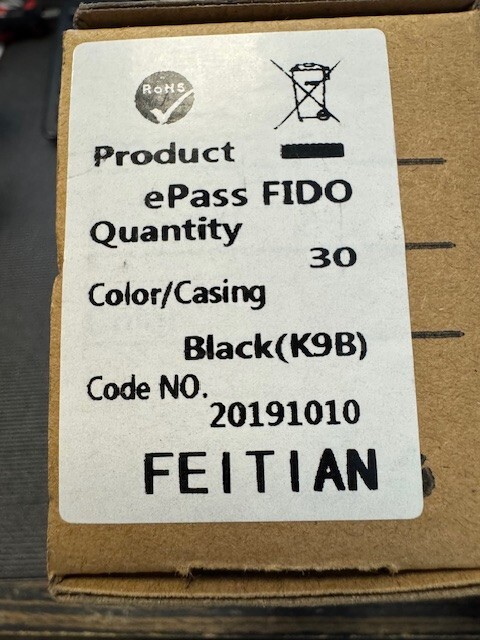 RoHS
Product
ePass FIDO
Quantity
30
Color/Casing
Black(K9B)
Code NO.
20191010
FEITIAN